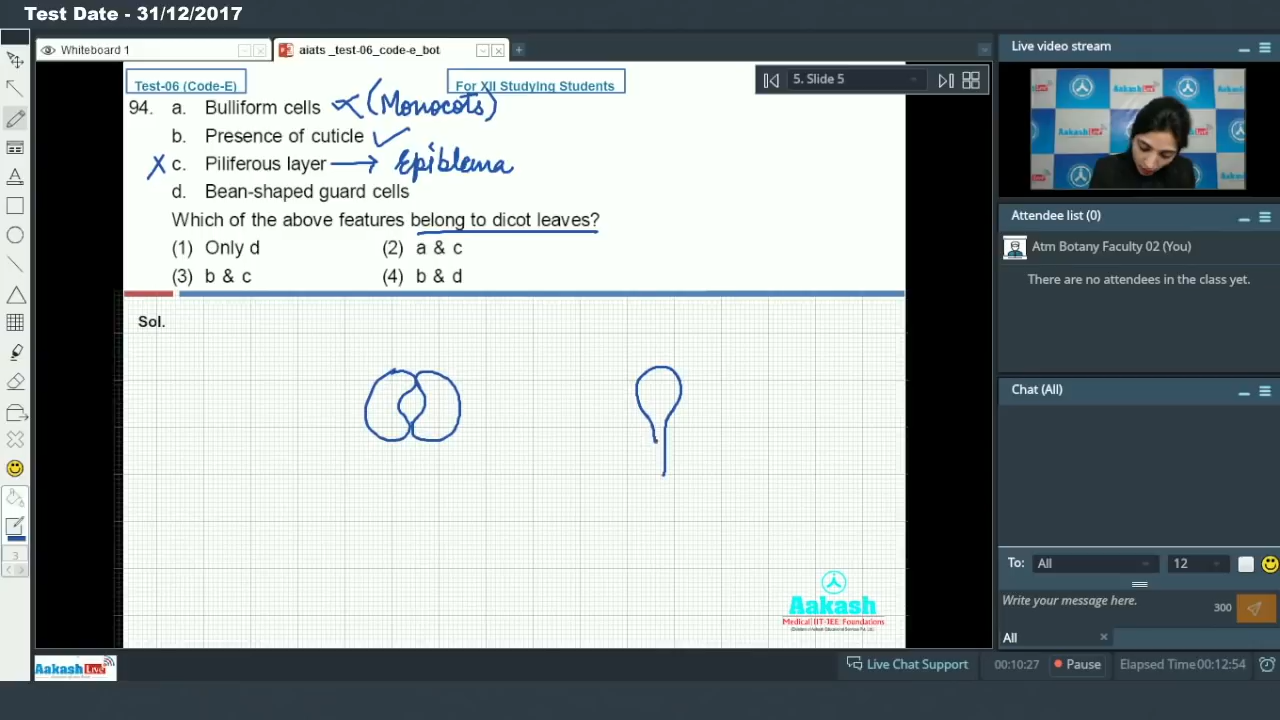 Test Date - 31/12/2017
Whiteboard 1
aiats _test-06_code-e_bot
Live video stream
Test-06 (Code-E)
For XII Studying Students
5. Slide 5
94. a. Bulliform cells (Monocots)
b. Presence of cuticle
c. Piliferous layer → Epiblema
d. Bean-shaped guard cells
Which of the above features belong to dicot leaves?
(1) Only d (2) a & c
(3) b & c (4) b & d
Sol.
Aakash
Medical|IIT-JEE|Foundations
AakashLive
Attendee list (0)
Atm Botany Faculty 02 (You)
There are no attendees in the class yet.
Chat (All)
To: All 12
Write your message here. 300
All
3
Aakash Live
Live Chat Support 00:10:27 Pause Elapsed Time 00:12:54